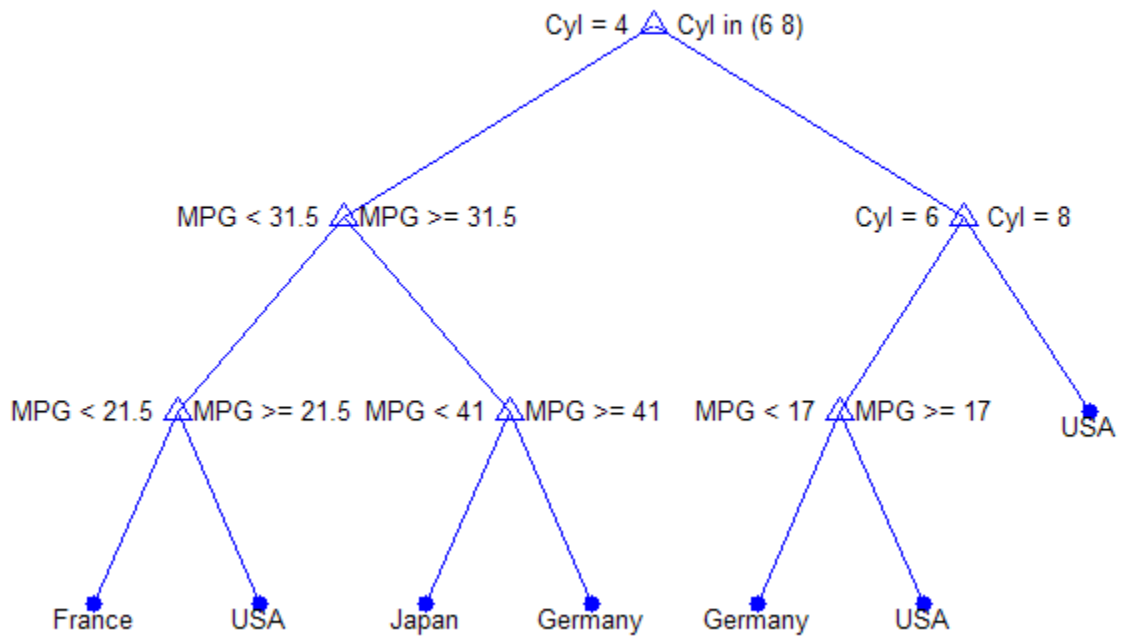 Cyl = 4 Cyl in (6 8)
MPG < 31.5 MPG >= 31.5 Cyl = 6 Cyl = 8
MPG < 21.5 MPG >= 21.5 MPG < 41 MPG >= 41 MPG < 17 MPG >= 17
USA
France USA Japan Germany Germany USA